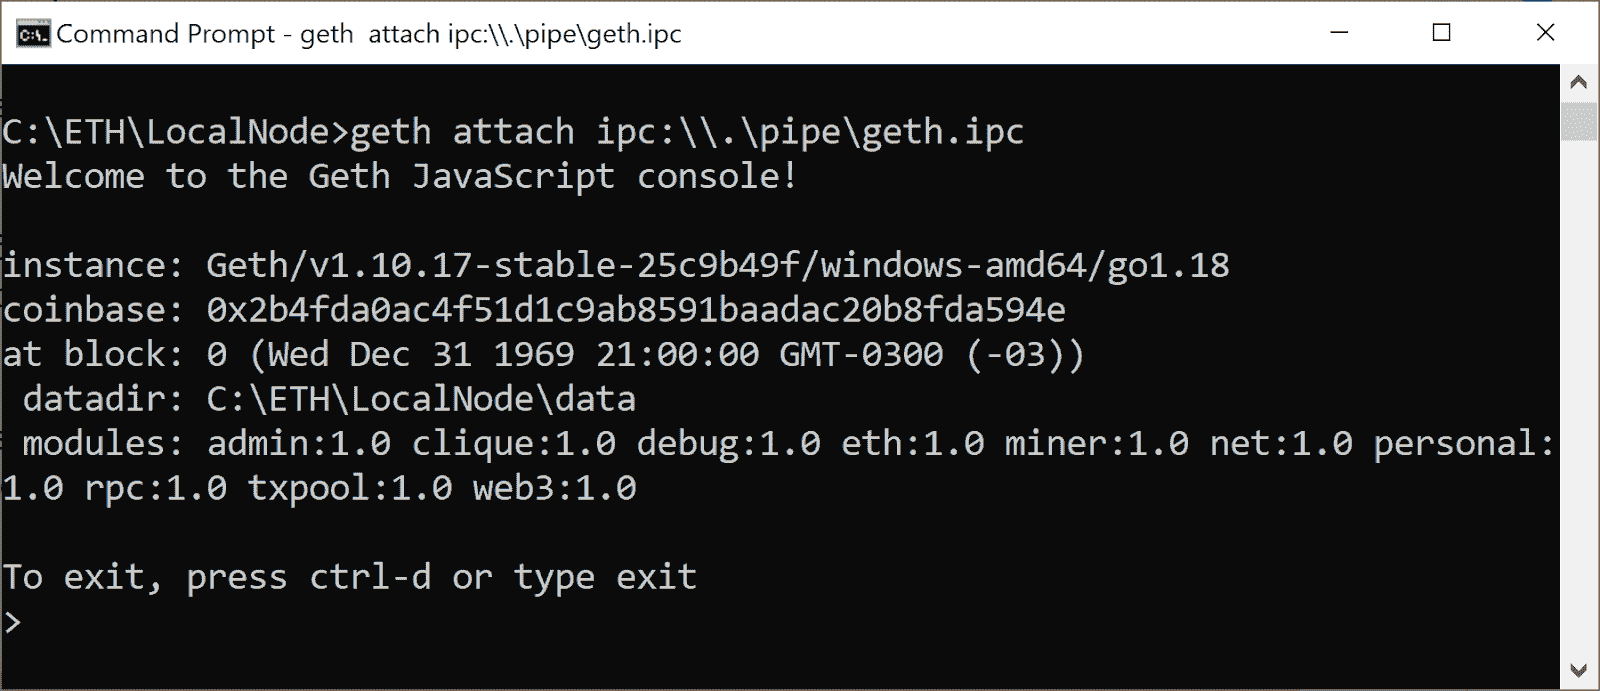 C:\. Command Prompt - geth  attach ipc:\\.\pipe\geth.ipc
C:\ETH\LocalNode>geth attach ipc:\\.\pipe\geth.ipc
Welcome to the Geth JavaScript console!
instance: Geth/v1.10.17-stable-25c9b49f/windows-amd64/go1.18
coinbase: 0x2b4fda0ac4f51d1c9ab8591baadac20b8fda594e
at block: 0 (Wed Dec 31 1969 21:00:00 GMT-0300 (-03))
 datadir: C:\ETH\LocalNode\data
 modules: admin:1.0 clique:1.0 debug:1.0 eth:1.0 miner:1.0 net:1.0 personal:
1.0 rpc:1.0 txpool:1.0 web3:1.0
To exit, press ctrl-d or type exit
>